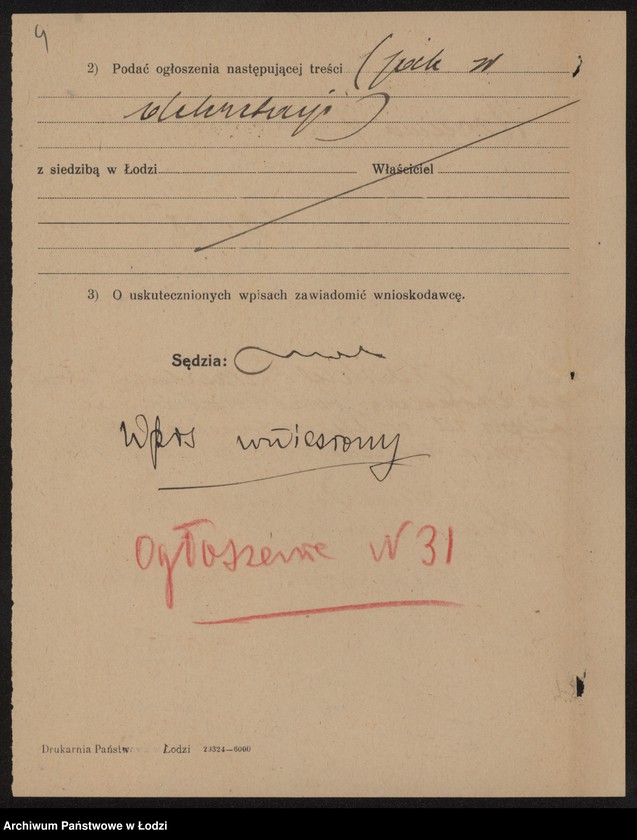 4
2) Podać ogłoszenia następującej treści (jak w
deklaracji)
z siedzibą w Łodzi Właściciel
3) O uskutecznionych wpisach zawiadomić wnioskodawcę.
Sędzia:
Wpis wniesiony
Ogłoszenie N 31
Drukarnia Państw. Łodzi 23324—6000
Archiwum Państwowe w Łodzi